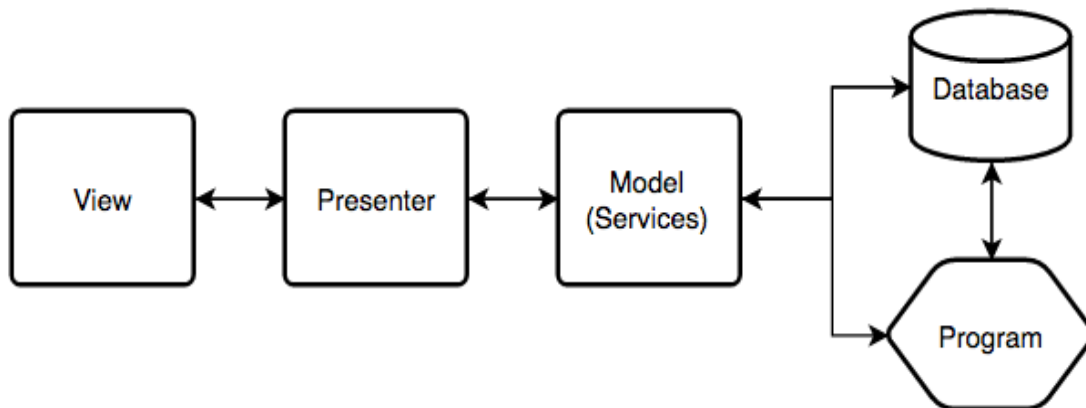 View
Presenter
Model
(Services)
Database
Program